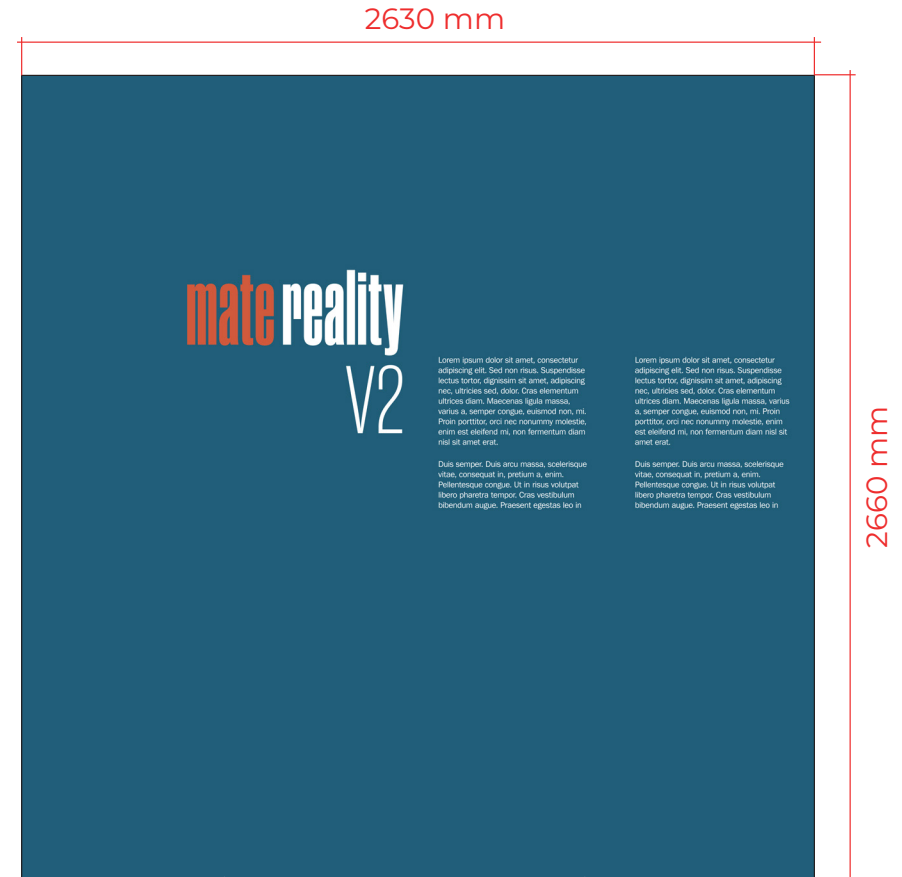 2630 mm
mate reality
V2
Lorem ipsum dolor sit amet, consectetur
adipiscing elit. Sed non risus. Suspendisse
lectus tortor, dignissim sit amet, adipiscing
nec, ultricies sed, dolor. Cras elementum
ultrices diam. Maecenas ligula massa,
varius a, semper congue, euismod non, mi.
Proin porttitor, orci nec nonummy molestie,
enim est eleifend mi, non fermentum diam
nisl sit amet erat.
Duis semper. Duis arcu massa, scelerisque
vitae, consequat in, pretium a, enim.
Pellentesque congue. Ut in risus volutpat
libero pharetra tempor. Cras vestibulum
bibendum augue. Praesent egestas leo in
Lorem ipsum dolor sit amet, consectetur
adipiscing elit. Sed non risus. Suspendisse
lectus tortor, dignissim sit amet, adipiscing
nec, ultricies sed, dolor. Cras elementum
ultrices diam. Maecenas ligula massa, varius
a, semper congue, euismod non, mi. Proin
porttitor, orci nec nonummy molestie, enim
est eleifend mi, non fermentum diam nisl sit
amet erat.
Duis semper. Duis arcu massa, scelerisque
vitae, consequat in, pretium a, enim.
Pellentesque congue. Ut in risus volutpat
libero pharetra tempor. Cras vestibulum
bibendum augue. Praesent egestas leo in
2660 mm